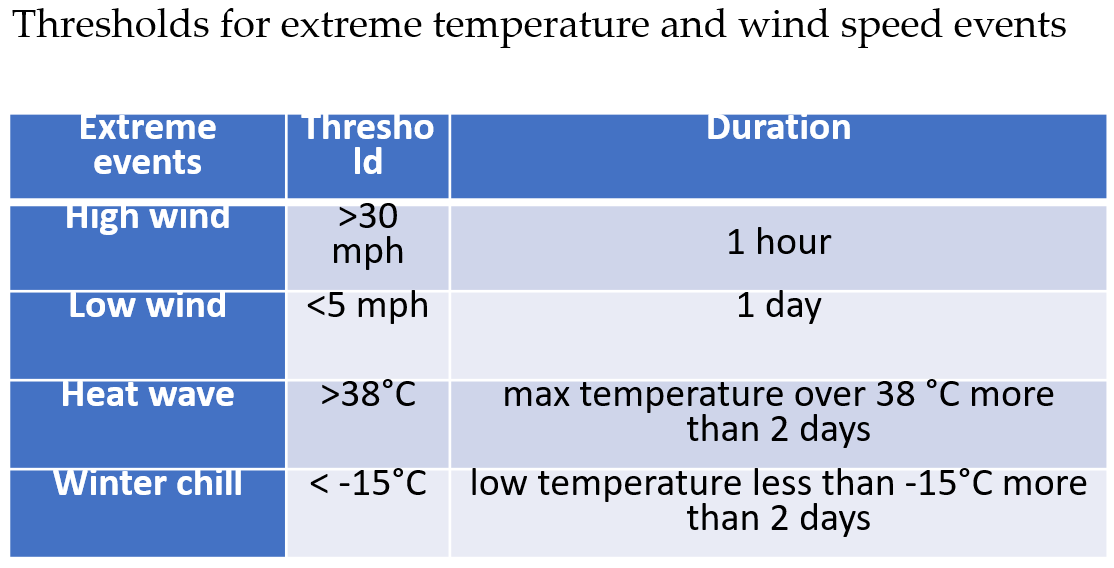 Thresholds for extreme temperature and wind speed events
Extreme
events
Thresho
ld
Duration
High wind
>30
mph
1 hour
Low wind
<5 mph
1 day
Heat wave
>38°C
max temperature over 38 °C more
than 2 days
Winter chill
< -15°C
low temperature less than -15°C more
than 2 days